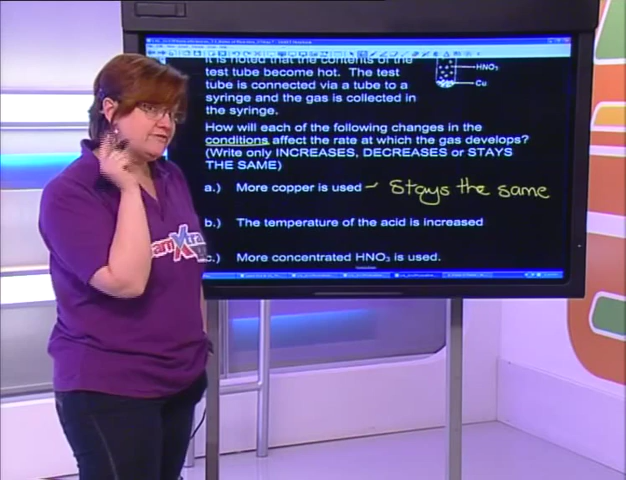 It is noted that the contents of the
test tube become hot. The test
tube is connected via a tube to a
syringe and the gas is collected in
the syringe.
HNO₃
Cu
How will each of the following changes in the
conditions affect the rate at which the gas develops?
(Write only INCREASES, DECREASES or STAYS
THE SAME)
a.) More copper is used - Stays the same
b.) The temperature of the acid is increased
c.) More concentrated HNO₃ is used.